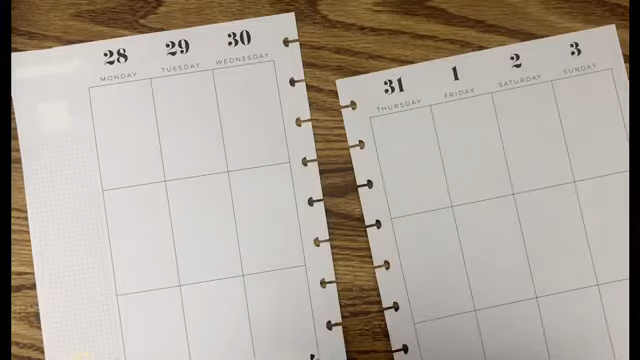 28 29 30
MONDAY TUESDAY WEDNESDAY
31 1 2 3
THURSDAY FRIDAY SATURDAY SUNDAY